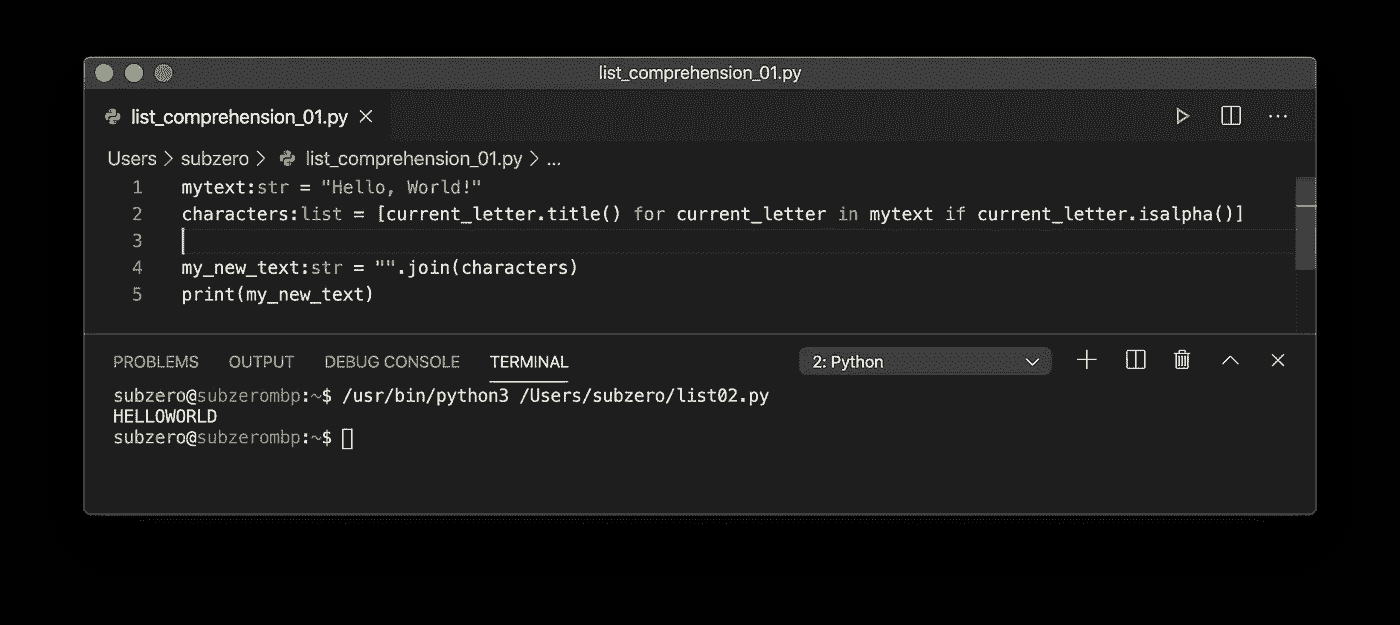 list_comprehension_01.py
list_comprehension_01.py
Users > subzero > list_comprehension_01.py > ...
1 mytext:str = "Hello, World!"
2 characters:list = [current_letter.title() for current_letter in mytext if current_letter.isalpha()]
3
4 my_new_text:str = "".join(characters)
5 print(my_new_text)
PROBLEMS OUTPUT DEBUG CONSOLE TERMINAL 2: Python
subzero@subzerombp:~$ /usr/bin/python3 /Users/subzero/list02.py
HELLOWORLD
subzero@subzerombp:~$